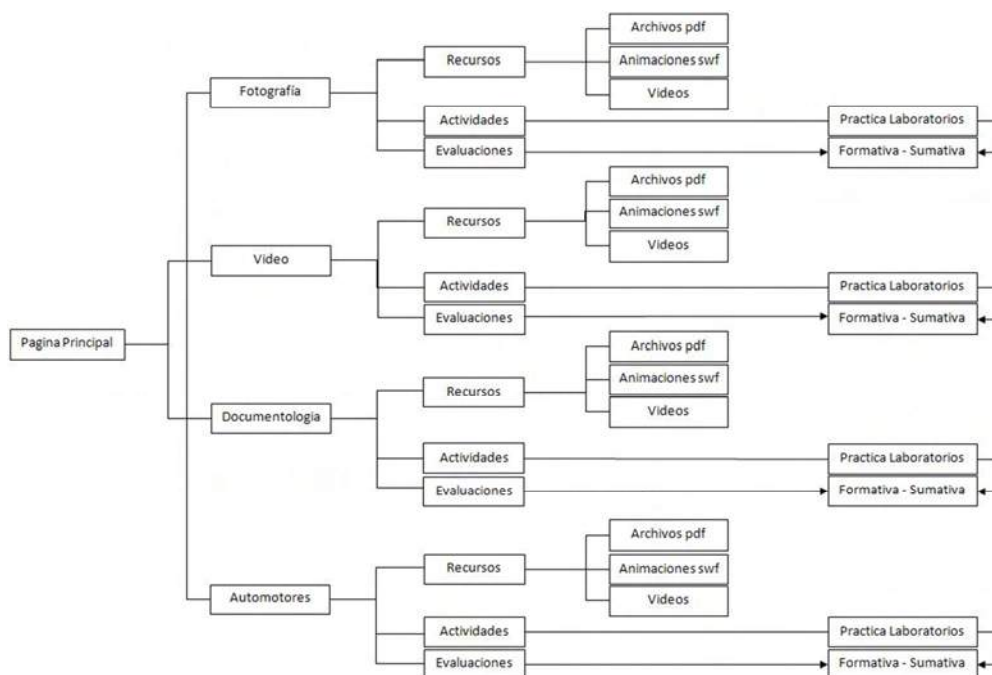 Archivos pdf
Recursos
Animaciones swf
Fotografía
Videos
Actividades
Practica Laboratorios
Evaluaciones
Formativa - Sumativa
Archivos pdf
Recursos
Animaciones swf
Video
Videos
Actividades
Practica Laboratorios
Evaluaciones
Formativa - Sumativa
Pagina Principal
Archivos pdf
Recursos
Animaciones swf
Documentologia
Videos
Actividades
Practica Laboratorios
Evaluaciones
Formativa - Sumativa
Archivos pdf
Recursos
Animaciones swf
Automotores
Videos
Actividades
Practica Laboratorios
Evaluaciones
Formativa - Sumativa